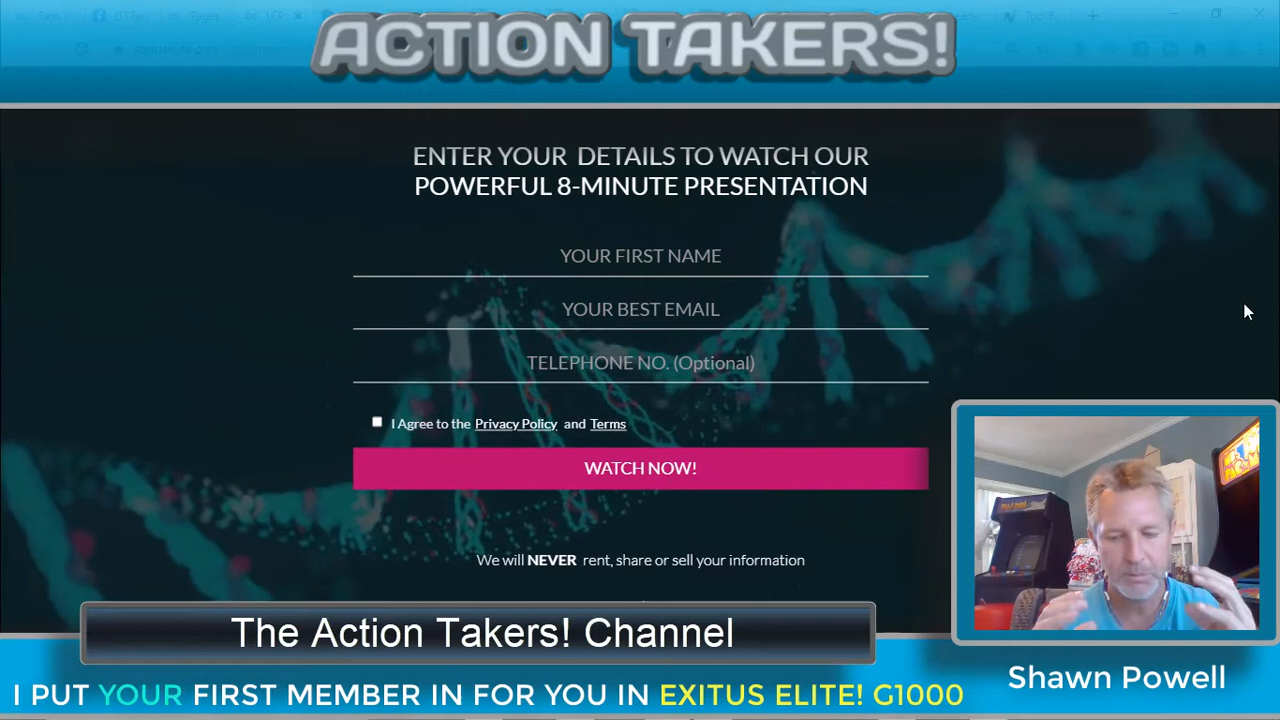 ACTION TAKERS!
ENTER YOUR DETAILS TO WATCH OUR
POWERFUL 8-MINUTE PRESENTATION
YOUR FIRST NAME
YOUR BEST EMAIL
TELEPHONE NO. (Optional)
I Agree to the Privacy Policy and Terms
WATCH NOW!
We will NEVER rent, share or sell your information
The Action Takers! Channel
Shawn Powell
I PUT YOUR FIRST MEMBER IN FOR YOU IN EXITUS ELITE! G1000